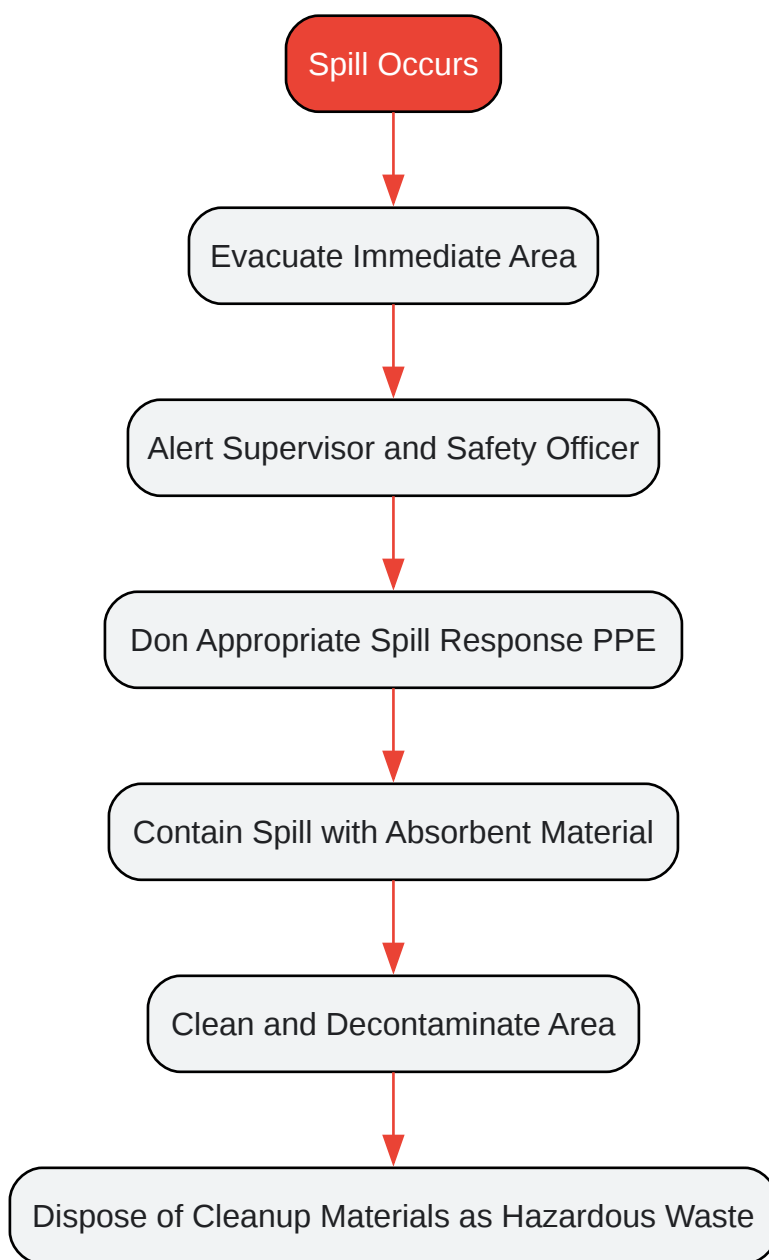 Spill Occurs
Evacuate Immediate Area
Alert Supervisor and Safety Officer
Don Appropriate Spill Response PPE
Contain Spill with Absorbent Material
Clean and Decontaminate Area
Dispose of Cleanup Materials as Hazardous Waste